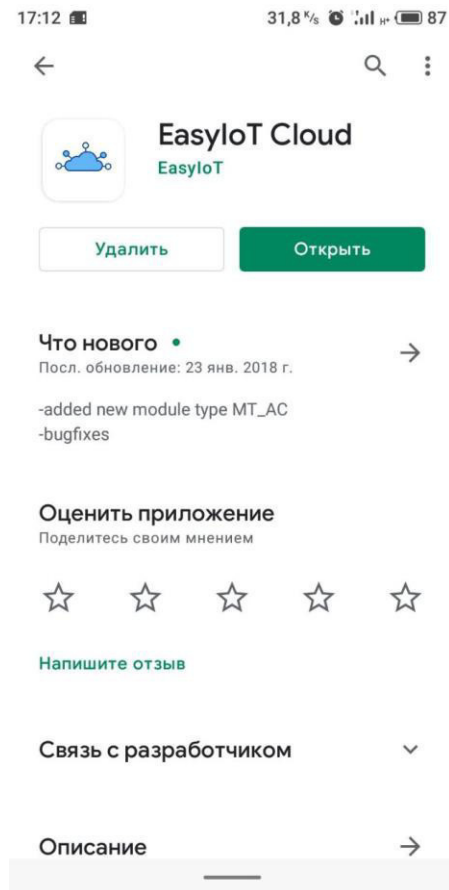 17:12 31,8 K/s H+ 87
EasyIoT Cloud
EasyIoT
Удалить Открыть
Что нового •
Посл. обновление: 23 янв. 2018 г.
-added new module type MT_AC
-bugfixes
Оценить приложение
Поделитесь своим мнением
Напишите отзыв
Связь с разработчиком
Описание